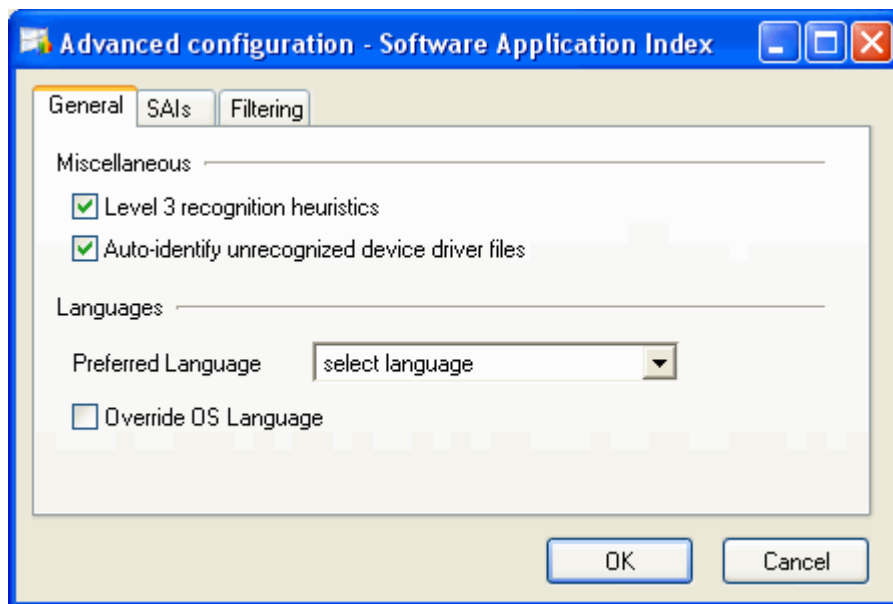 Advanced configuration - Software Application Index
General SAIs Filtering
Miscellaneous
Level 3 recognition heuristics
Auto-identify unrecognized device driver files
Languages
Preferred Language select language
Override OS Language
OK Cancel